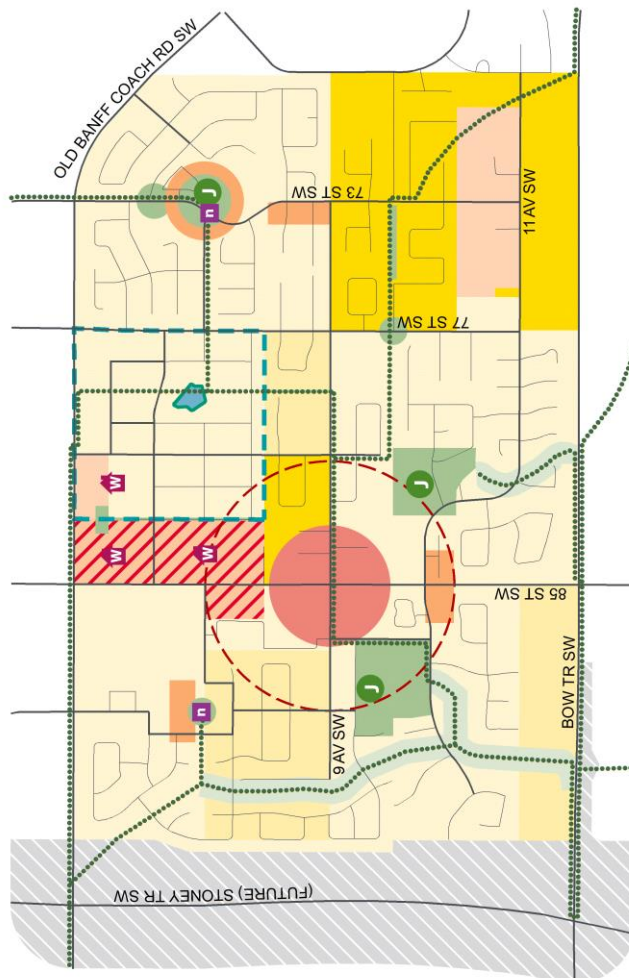 OLD BANFF COACH RD SW
J
n
73 ST SW
11 AV SW
77 ST SW
W
W
W
J
85 ST SW
J
n
9 AV SW
BOW TR SW
(FUTURE) STONEY TR SW